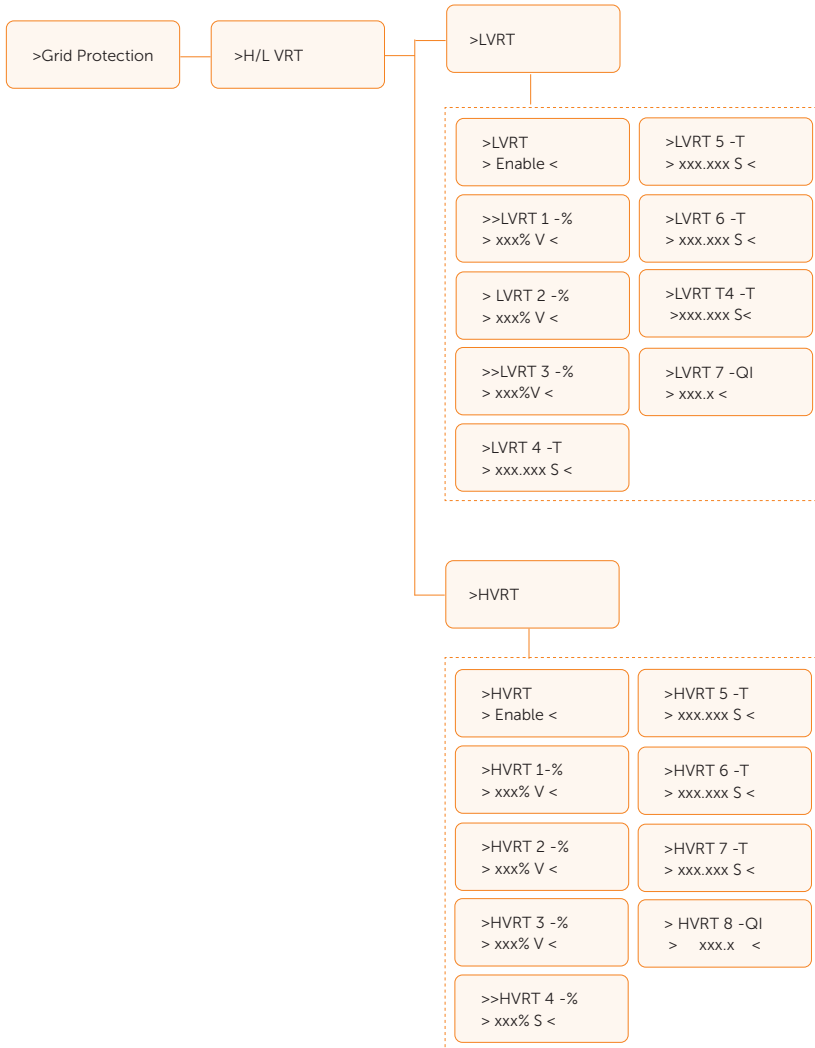 >Grid Protection
>H/L VRT
>LVRT
>LVRT
> Enable <
>>LVRT 1 -%
> xxx% V <
> LVRT 2 -%
> xxx% V <
>>LVRT 3 -%
> xxx%V <
>LVRT 4 -T
> xxx.xxx S <
>LVRT 5 -T
> xxx.xxx S <
>LVRT 6 -T
> xxx.xxx S <
>LVRT T4 -T
>xxx.xxx S<
>LVRT 7 -QI
> xxx.x <
>HVRT
>HVRT
> Enable <
>HVRT 1-%
> xxx% V <
>HVRT 2 -%
> xxx% V <
>HVRT 3 -%
> xxx% V <
>>HVRT 4 -%
> xxx% S <
>HVRT 5 -T
> xxx.xxx S <
>HVRT 6 -T
> xxx.xxx S <
>HVRT 7 -T
> xxx.xxx S <
> HVRT 8 -QI
> xxx.x <